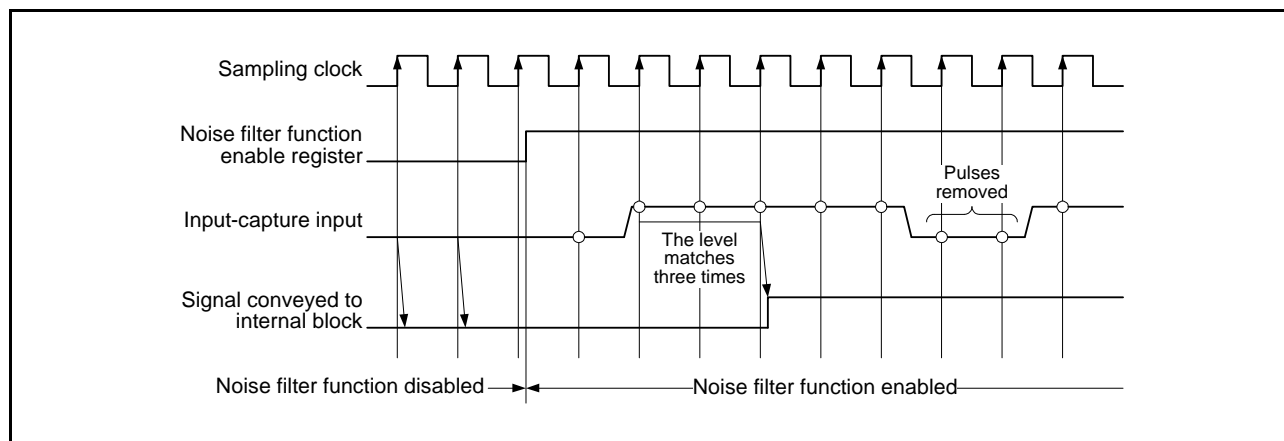 Sampling clock
Noise filter function
enable register
Pulses
removed
Input-capture input
The level
matches
three times
Signal conveyed to
internal block
Noise filter function disabled
Noise filter function enabled